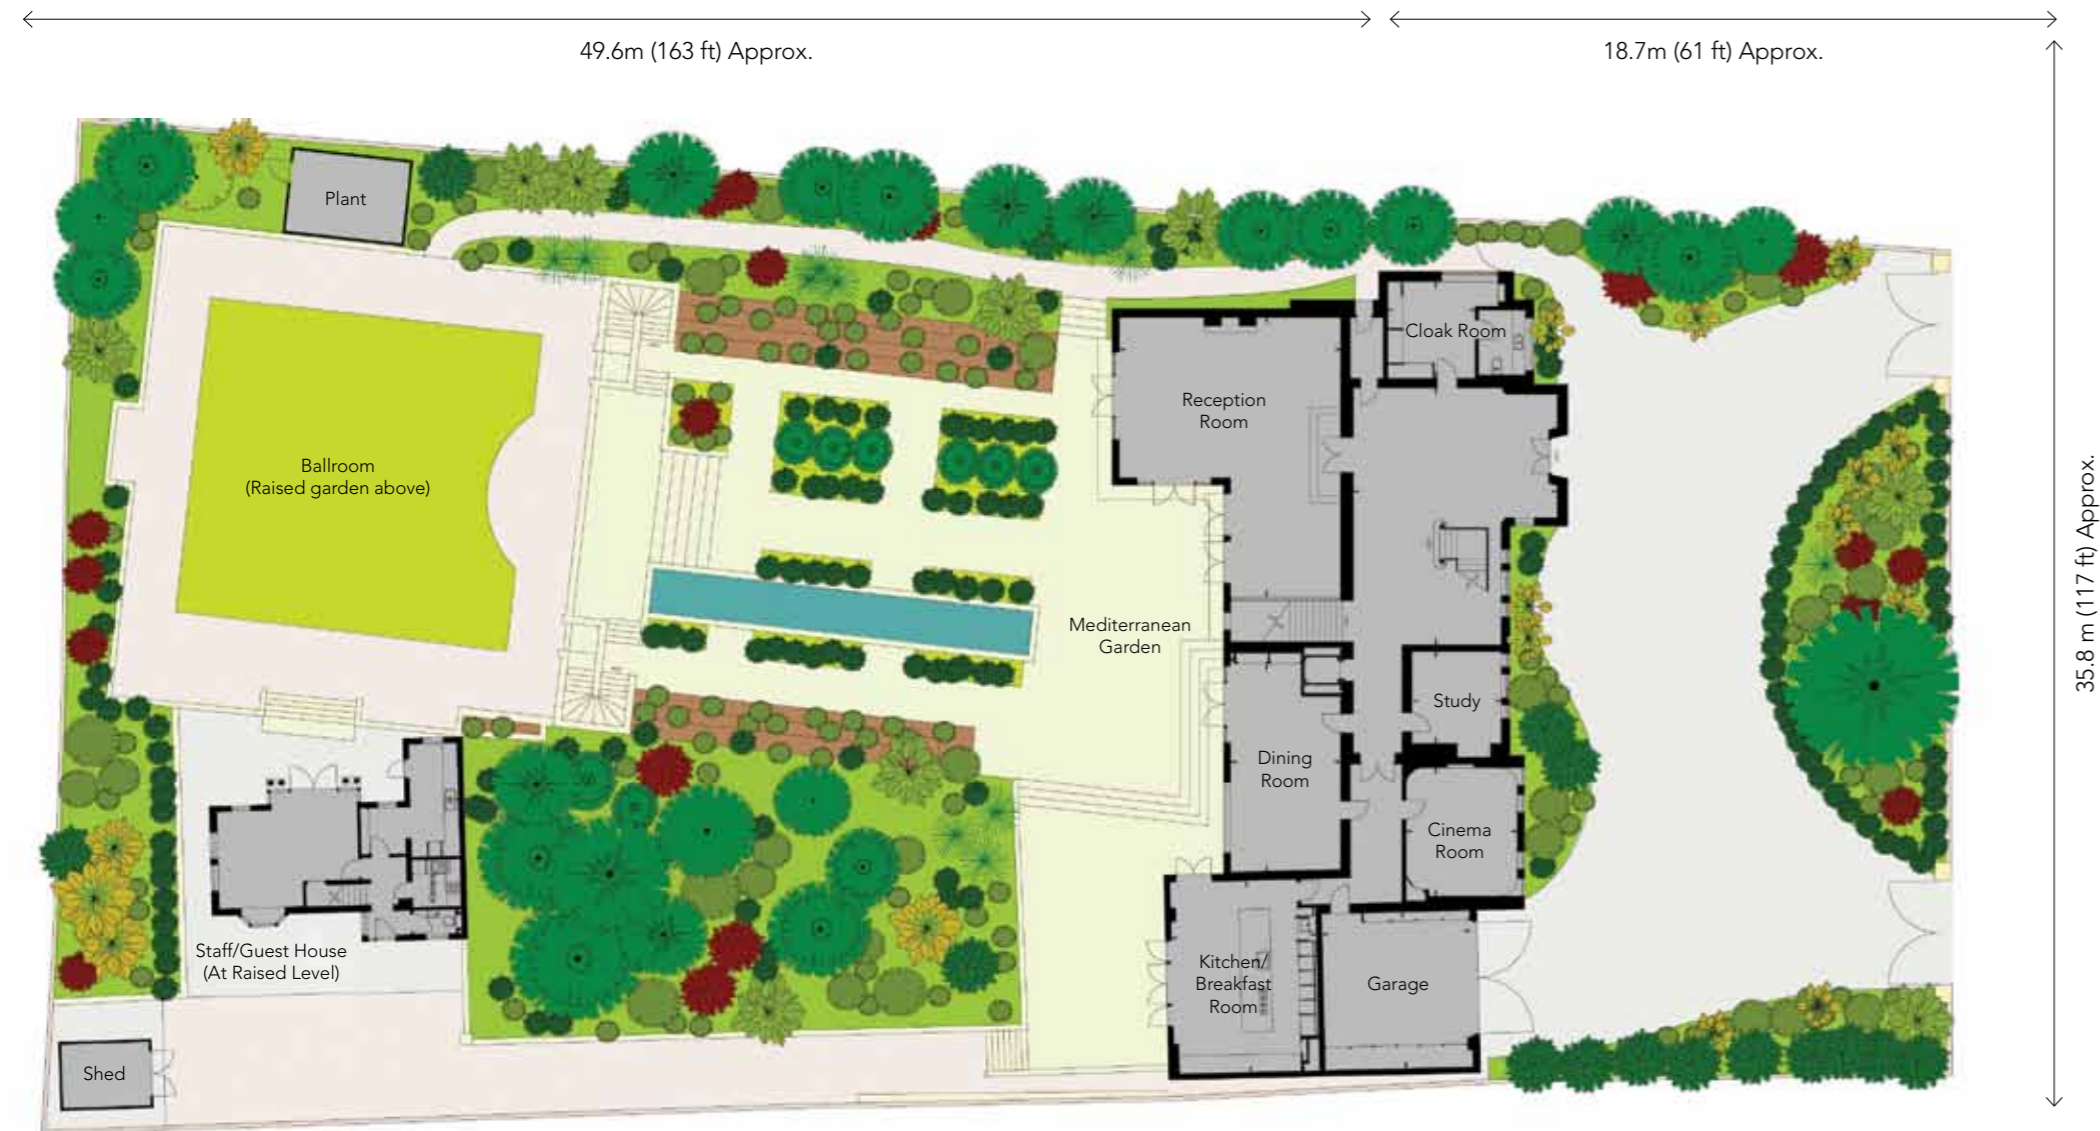 49.6m (163 ft) Approx.
18.7m (61 ft) Approx.
35.8 m (117 ft) Approx.
Plant
Cloak Room
Reception
Room
Ballroom
(Raised garden above)
Mediterranean
Garden
Study
Dining
Room
Cinema
Room
Staff/Guest House
(At Raised Level)
Kitchen/
Breakfast
Room
Garage
Shed